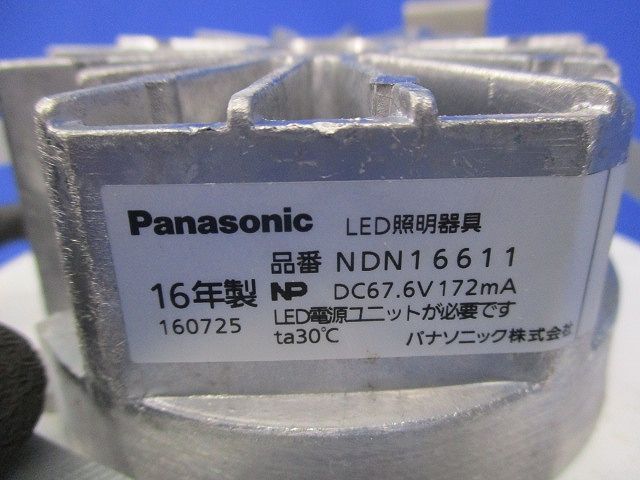 Panasonic LED照明器具
品番 NDN16611
16年製 NP DC67.6V 172mA
160725 LED電源ユニットが必要です
ta30℃ パナソニック株式会社